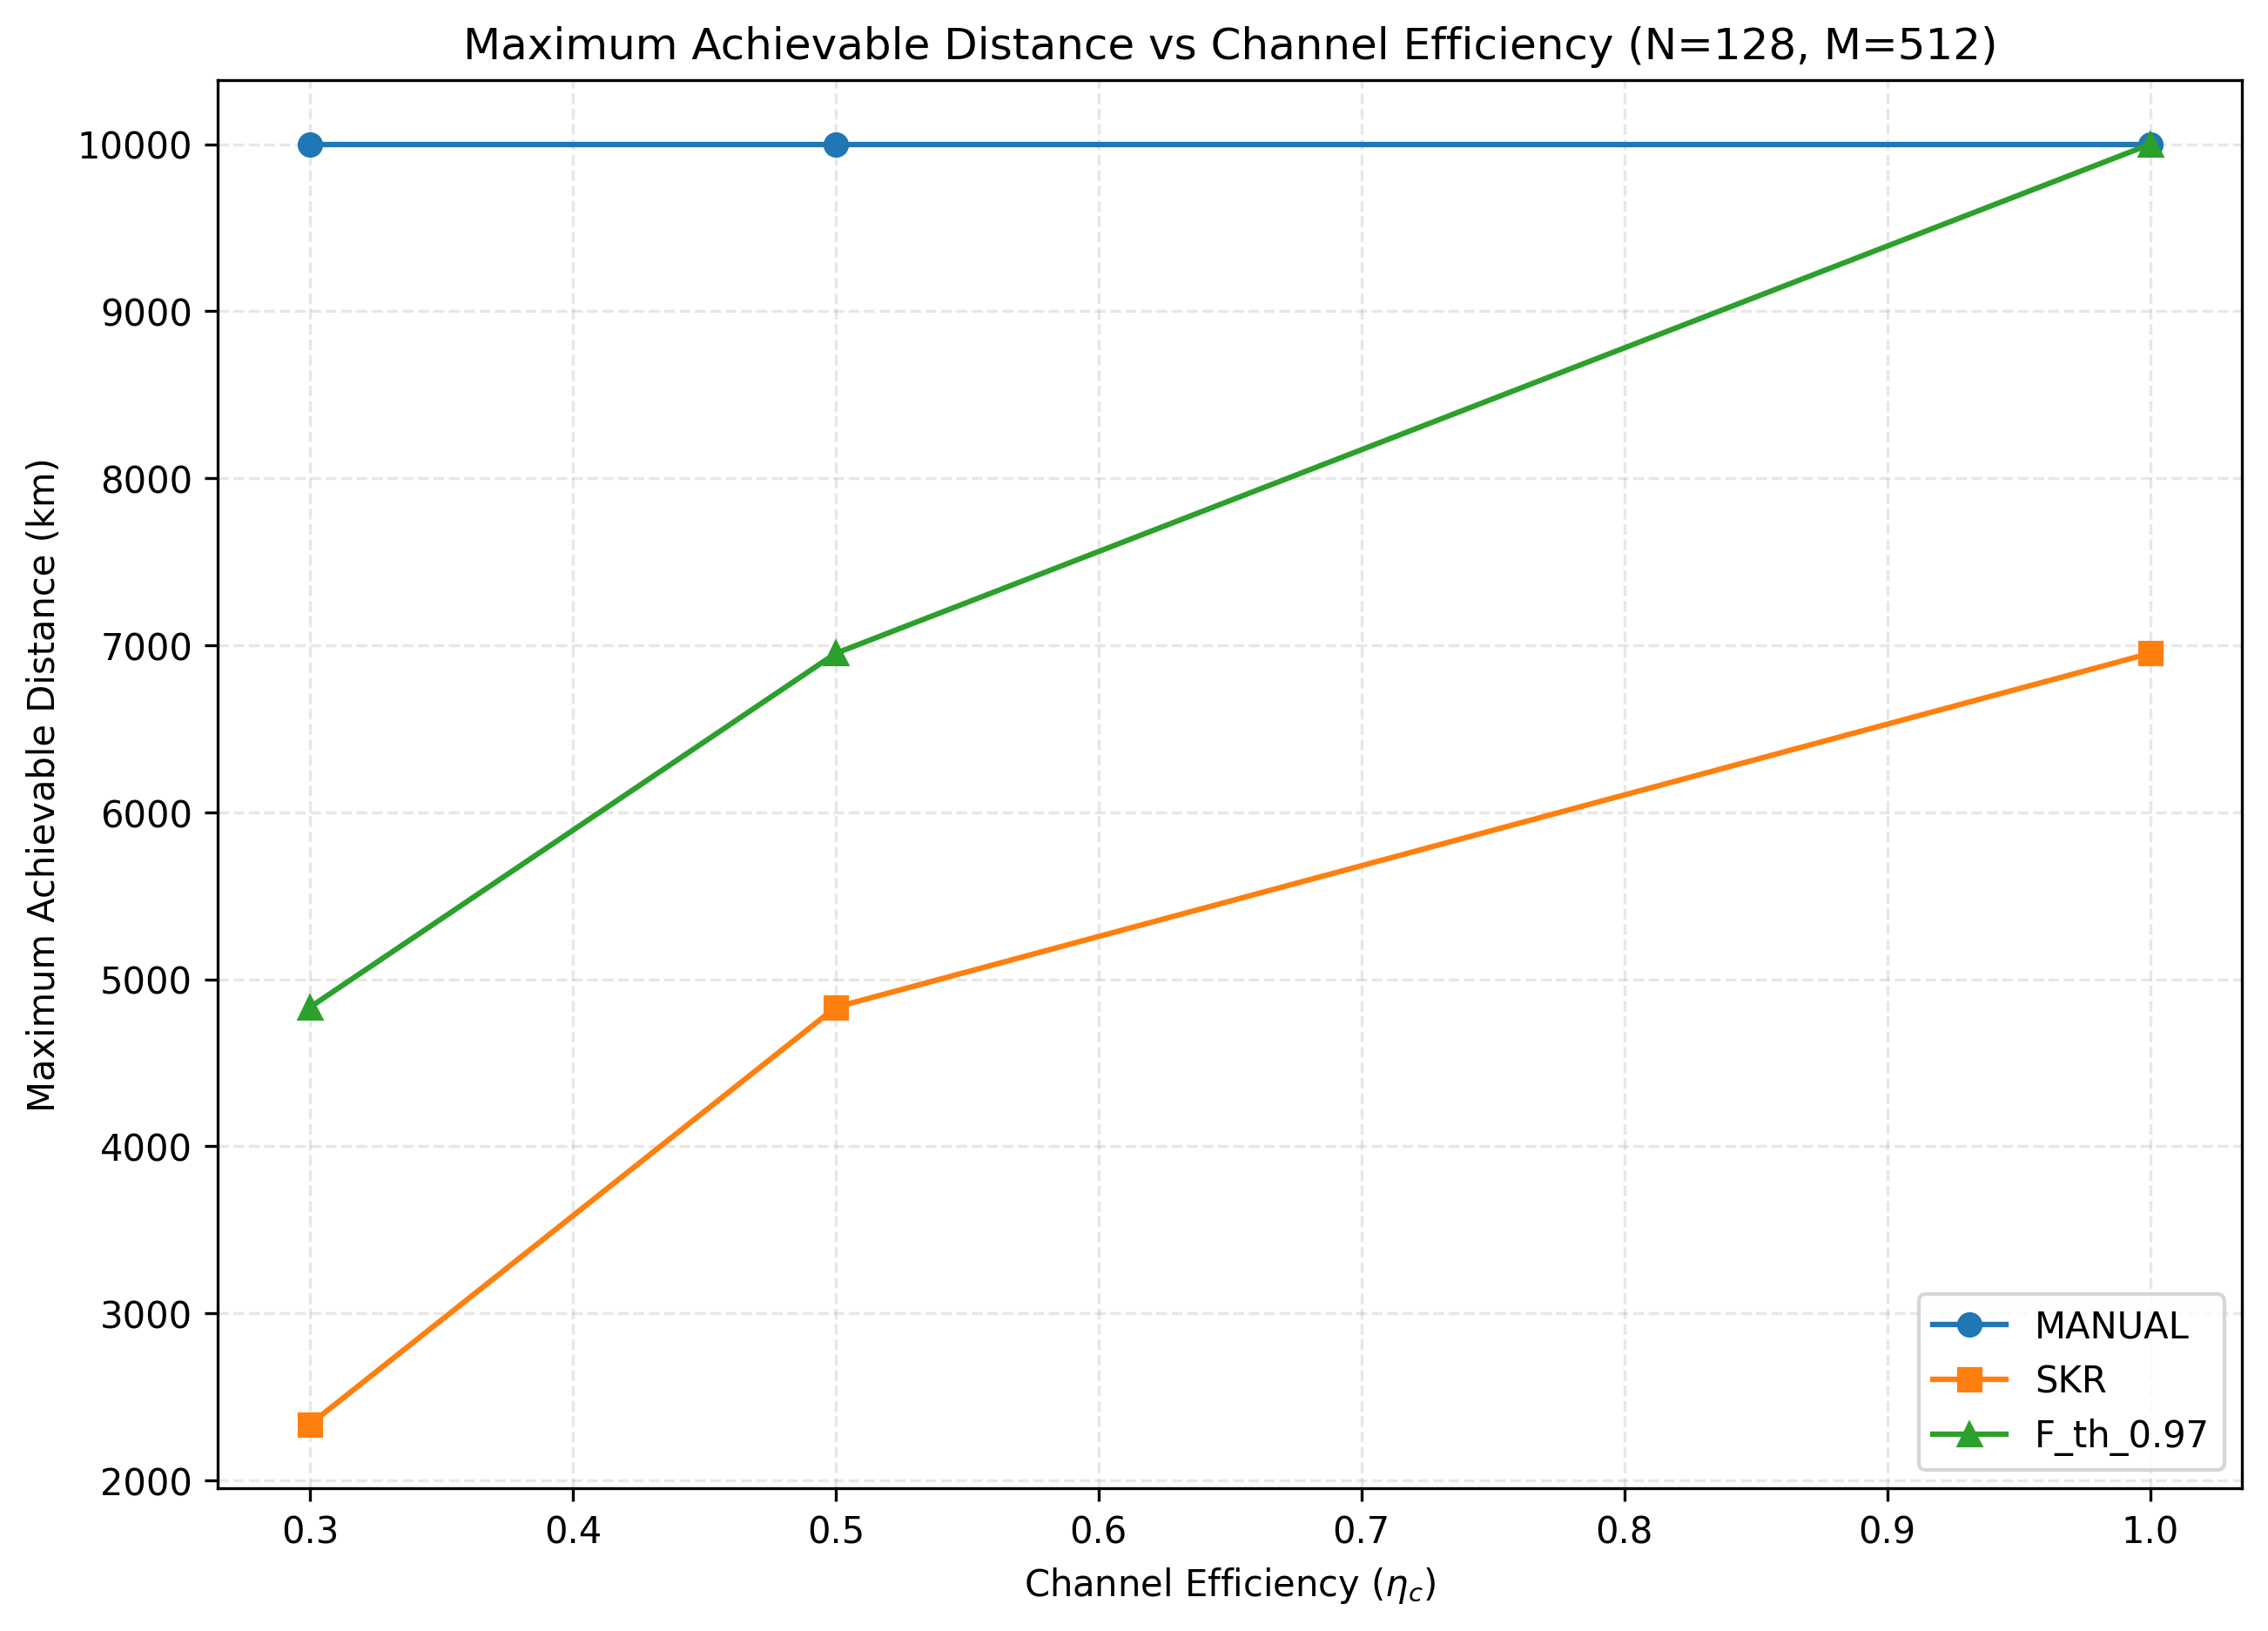 Maximum Achievable Distance vs Channel Efficiency (N=128, M=512)
Maximum Achievable Distance (km)
10000
9000
8000
7000
6000
5000
4000
3000
2000
0.3 0.4 0.5 0.6 0.7 0.8 0.9 1.0
Channel Efficiency (η_c)
MANUAL
SKR
F_th_0.97